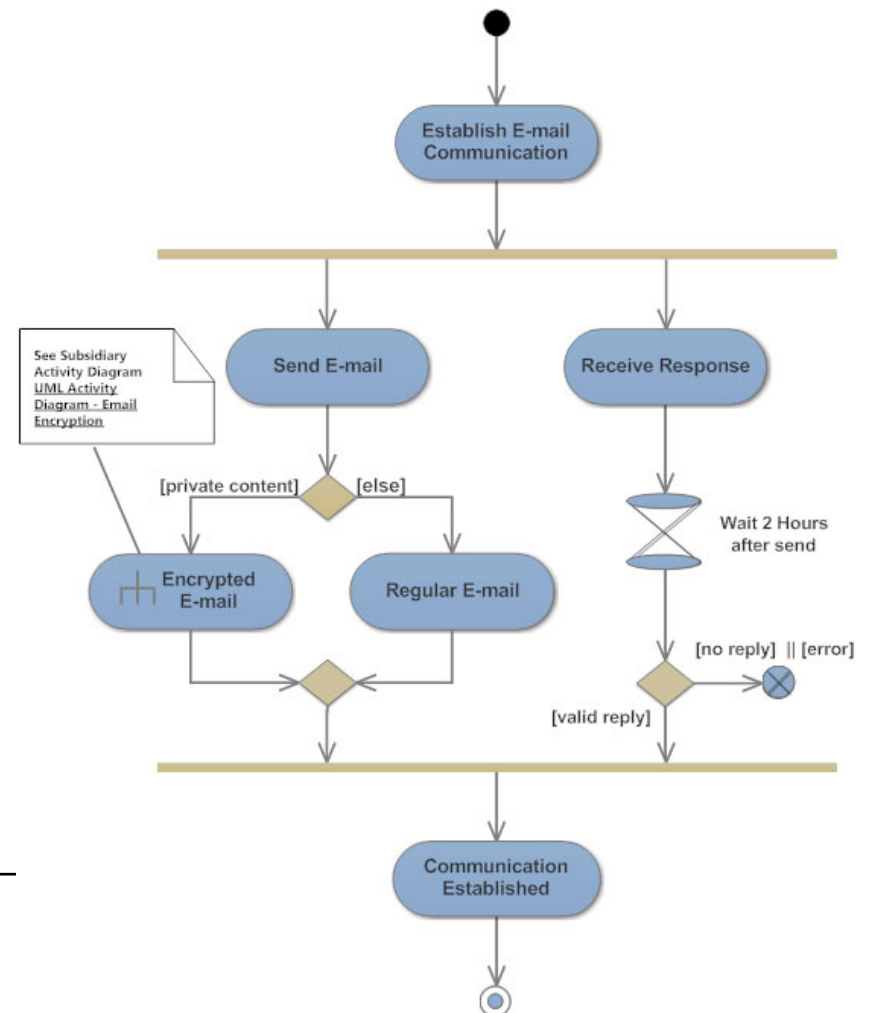 Establish E-mail
Communication
Send E-mail
Receive Response
See Subsidiary
Activity Diagram
UML Activity
Diagram - Email
Encryption
[private content]
[else]
Wait 2 Hours
after send
Encrypted
E-mail
Regular E-mail
[no reply] || [error]
[valid reply]
Communication
Established